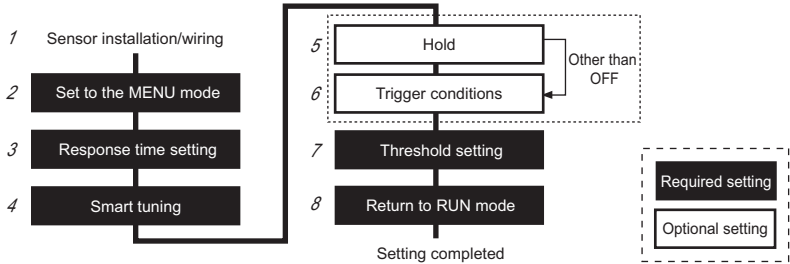 1 Sensor installation/wiring
2 Set to the MENU mode
3 Response time setting
4 Smart tuning
5 Hold
Other than
OFF
6 Trigger conditions
7 Threshold setting
8 Return to RUN mode
Setting completed
Required setting
Optional setting